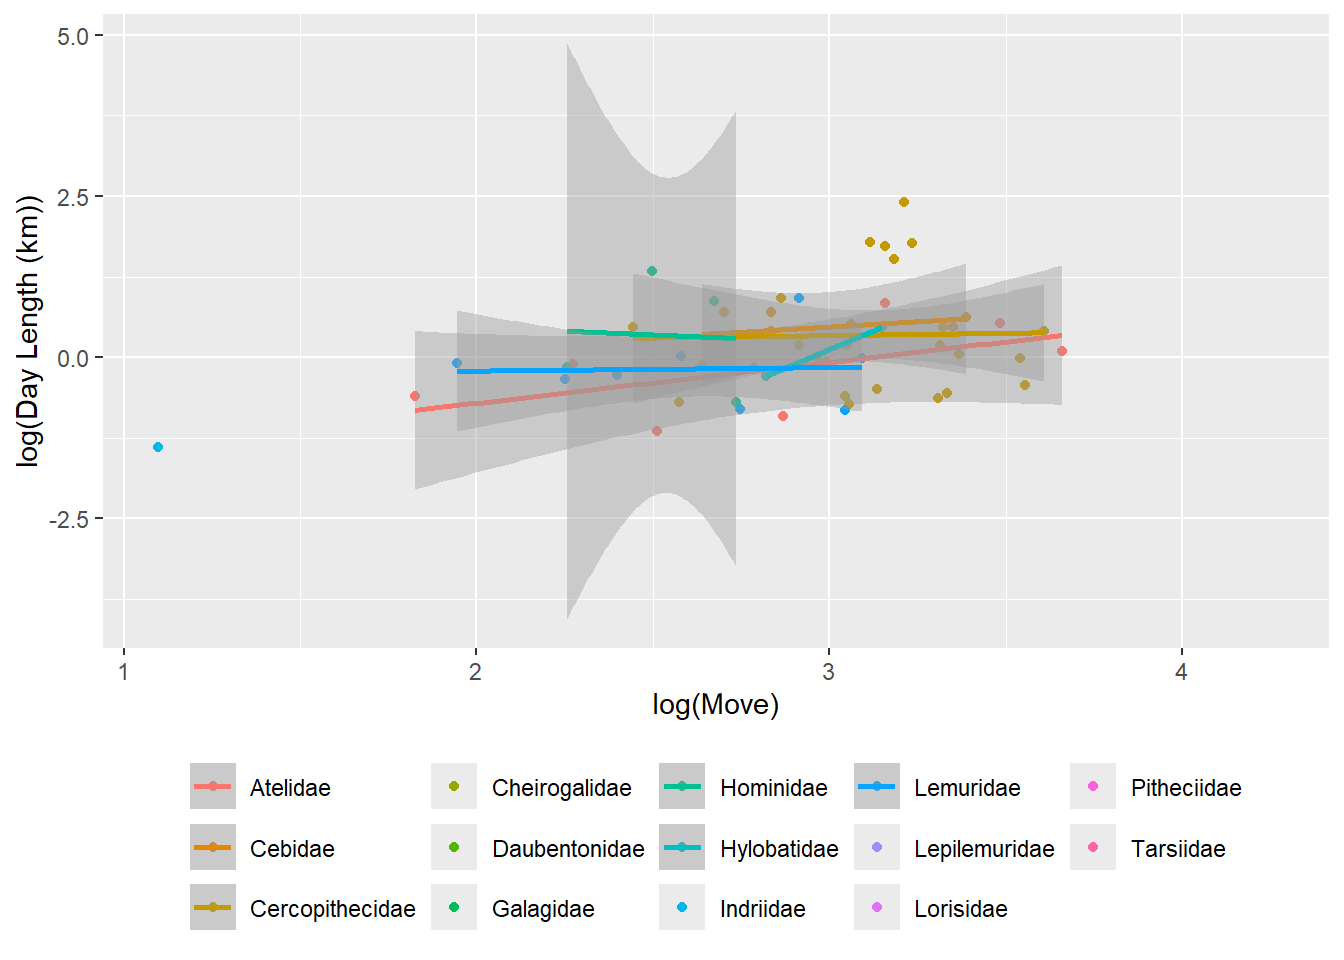 5.0
2.5
0.0
-2.5
log(Day Length (km))
1 2 3 4
log(Move)
Atelidae Cheirogalidae Hominidae Lemuridae Pitheciidae
Cebidae Daubentonidae Hylobatidae Lepilemuridae Tarsiidae
Cercopithecidae Galagidae Indriidae Lorisidae